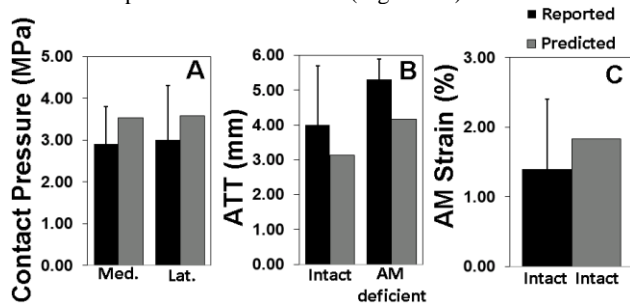 Reported
Predicted
A
Contact Pressure (MPa)
5.00
4.00
3.00
2.00
1.00
0.00
Med. Lat.
B
ATT (mm)
6.00
5.00
4.00
3.00
2.00
1.00
0.00
Intact AM
deficient
C
AM Strain (%)
3.00
2.00
1.00
0.00
Intact Intact